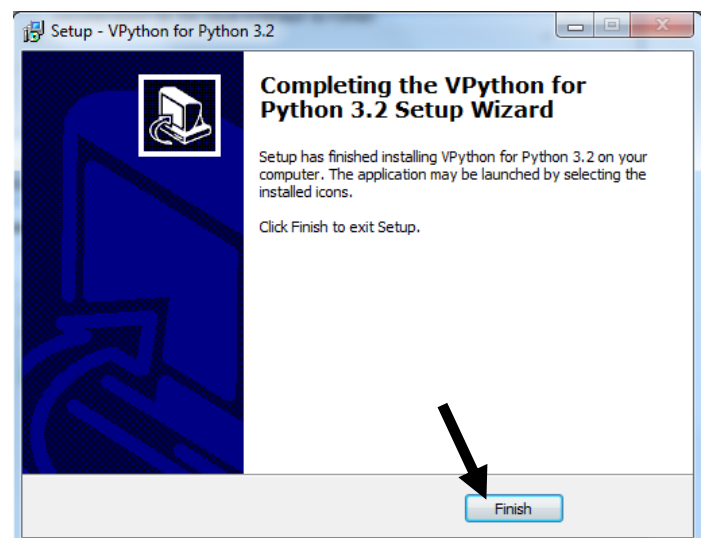 Setup - VPython for Python 3.2
Completing the VPython for
Python 3.2 Setup Wizard
Setup has finished installing VPython for Python 3.2 on your
computer. The application may be launched by selecting the
installed icons.
Click Finish to exit Setup.
Finish